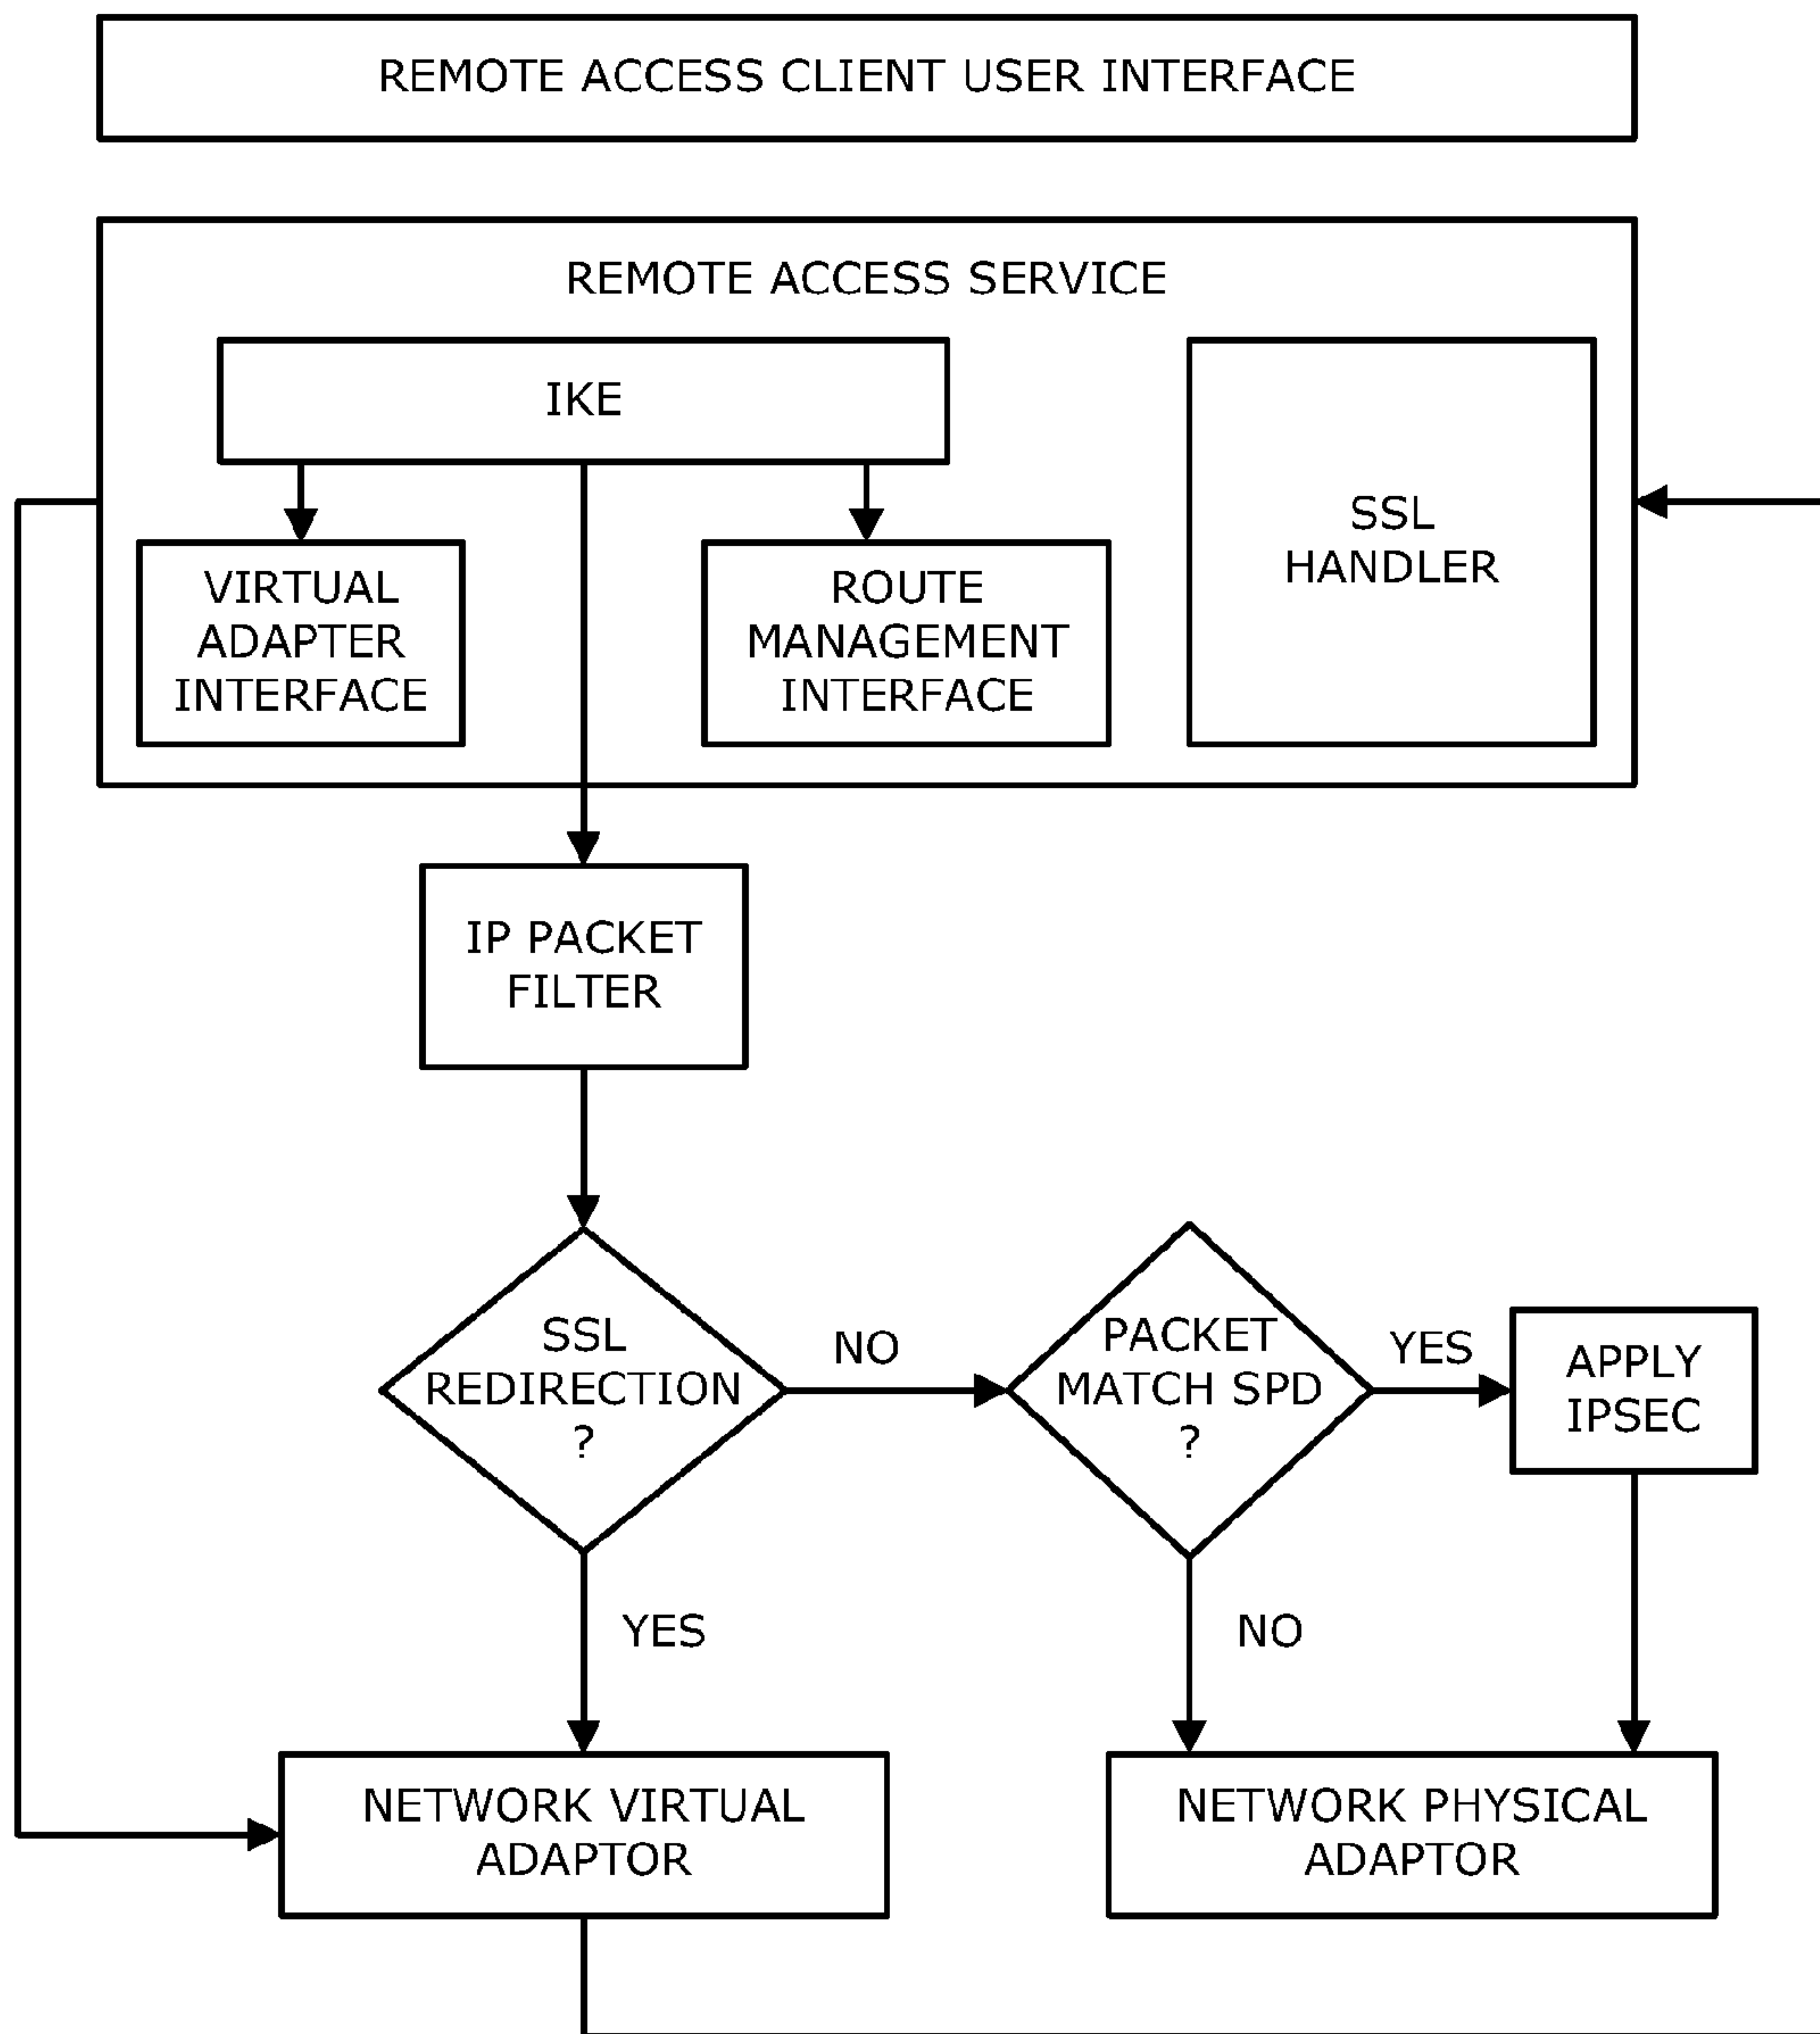 REMOTE ACCESS CLIENT USER INTERFACE
REMOTE ACCESS SERVICE
IKE
SSL
HANDLER
VIRTUAL
ADAPTER
INTERFACE
ROUTE
MANAGEMENT
INTERFACE
IP PACKET
FILTER
SSL
REDIRECTION
?
NO
PACKET
MATCH SPD
?
YES
APPLY
IPSEC
YES
NO
NETWORK VIRTUAL
ADAPTOR
NETWORK PHYSICAL
ADAPTOR